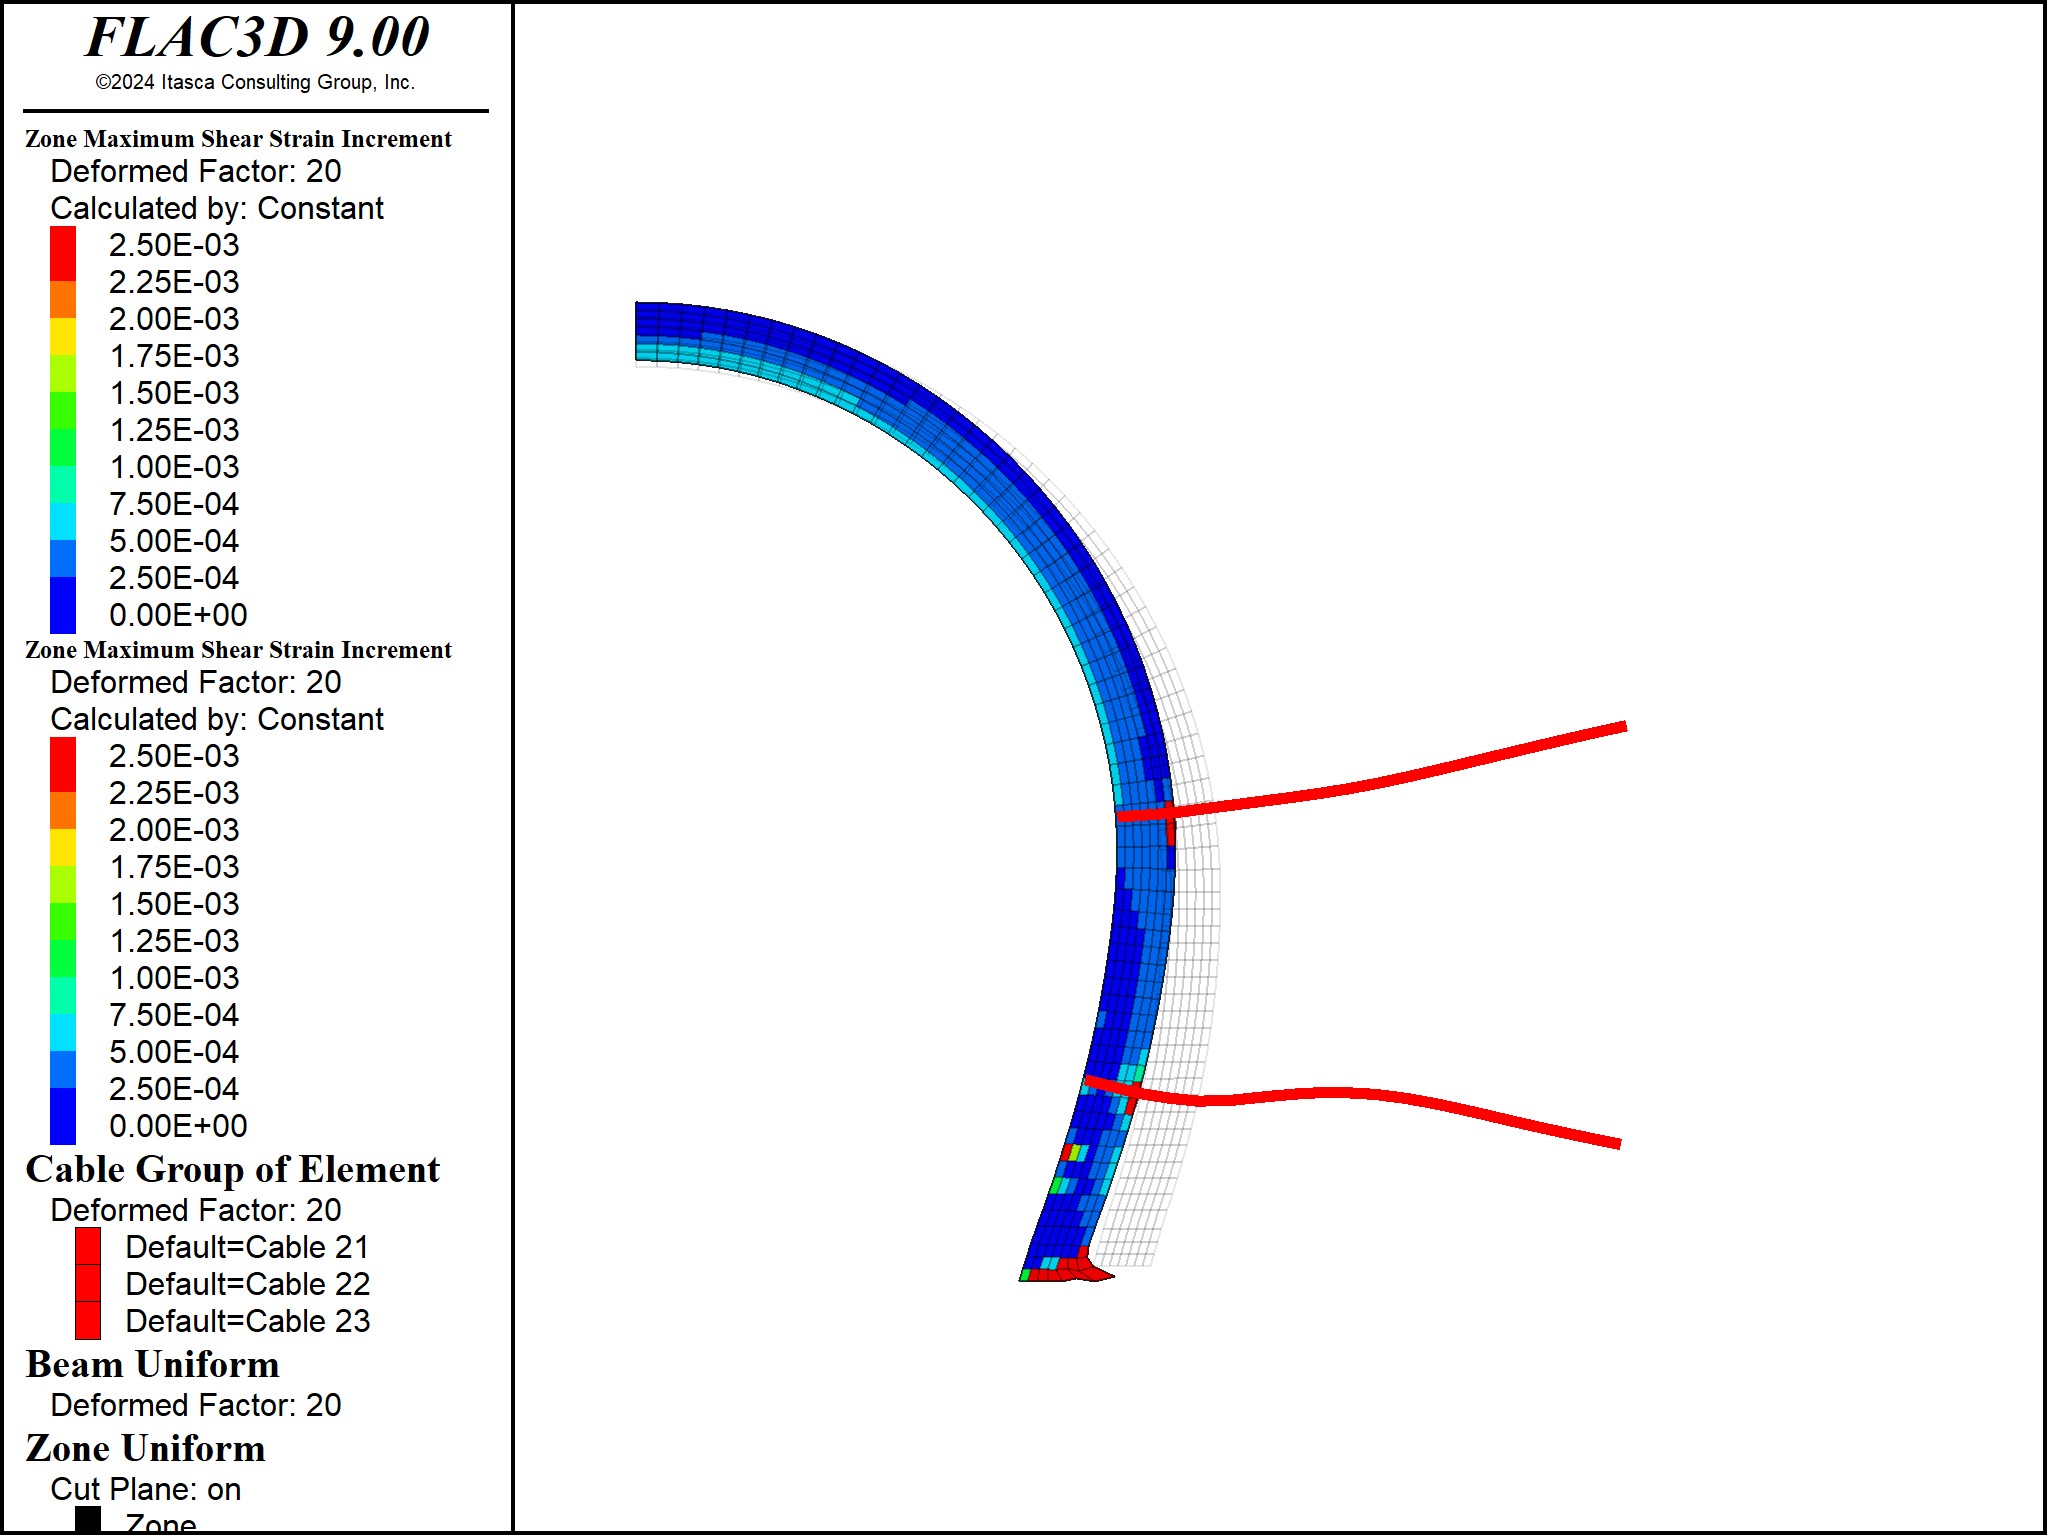 FLAC3D 9.00
©2024 Itasca Consulting Group, Inc.
Zone Maximum Shear Strain Increment
Deformed Factor: 20
Calculated by: Constant
2.50E-03
2.25E-03
2.00E-03
1.75E-03
1.50E-03
1.25E-03
1.00E-03
7.50E-04
5.00E-04
2.50E-04
0.00E+00
Zone Maximum Shear Strain Increment
Deformed Factor: 20
Calculated by: Constant
2.50E-03
2.25E-03
2.00E-03
1.75E-03
1.50E-03
1.25E-03
1.00E-03
7.50E-04
5.00E-04
2.50E-04
0.00E+00
Cable Group of Element
Deformed Factor: 20
Default=Cable 21
Default=Cable 22
Default=Cable 23
Beam Uniform
Deformed Factor: 20
Zone Uniform
Cut Plane: on
Zone